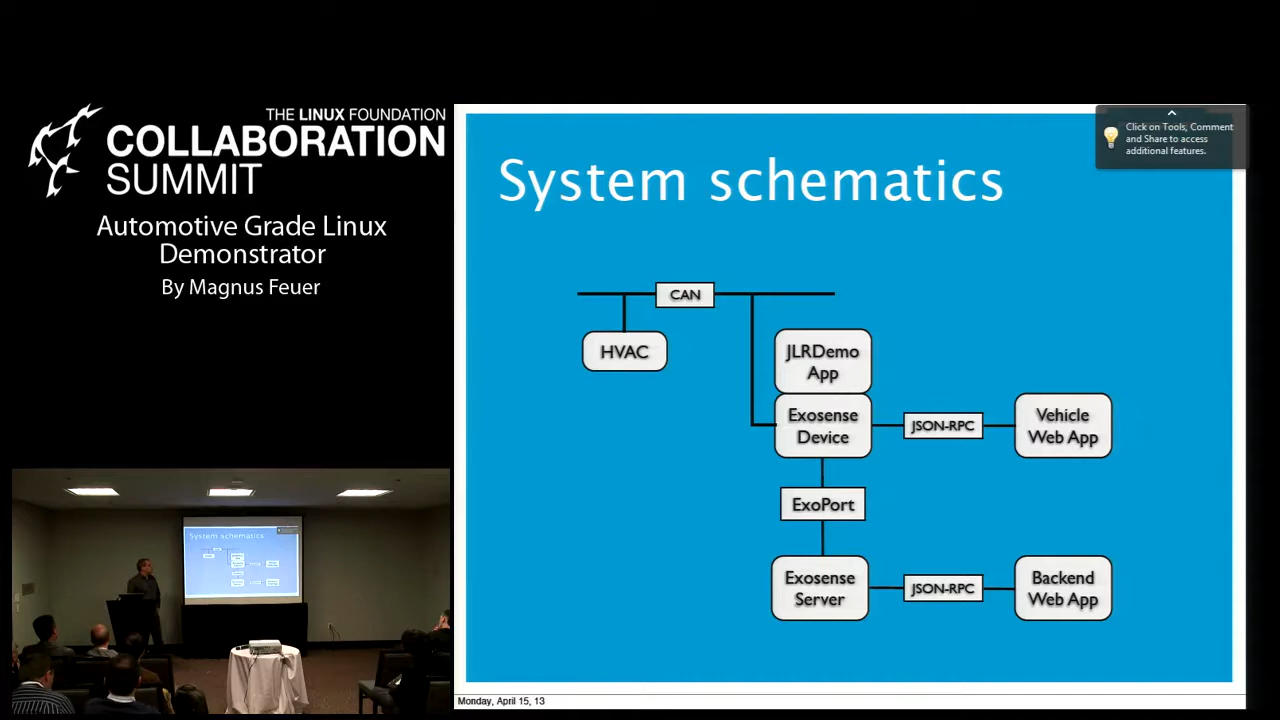 THE LINUX FOUNDATION
COLLABORATION
SUMMIT
Automotive Grade Linux
Demonstrator
By Magnus Feuer
Click on Tools, Comment
and Share to access
additional features.
System schematics
CAN
HVAC
JLRDemo
App
Exosense
Device
JSON-RPC
Vehicle
Web App
ExoPort
Exosense
Server
JSON-RPC
Backend
Web App
Monday, April 15, 13
System schematics